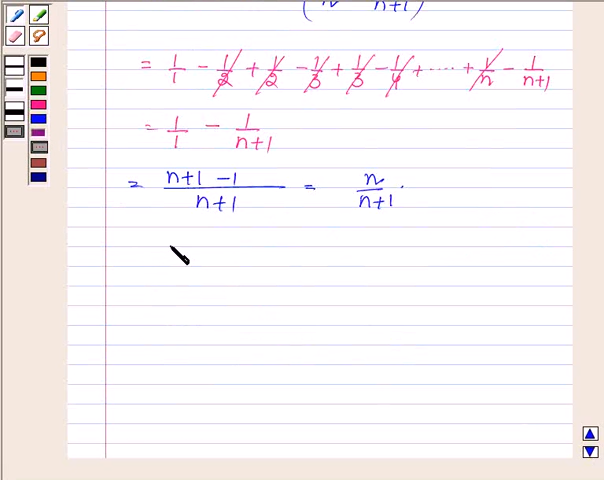 (n n+1)
= 1/1 - 1/2 + 1/2 - 1/3 + 1/3 - 1/4 + ···· + 1/n - 1/n+1
= 1/1 - 1/n+1
= n+1 -1/n+1 = n/n+1.